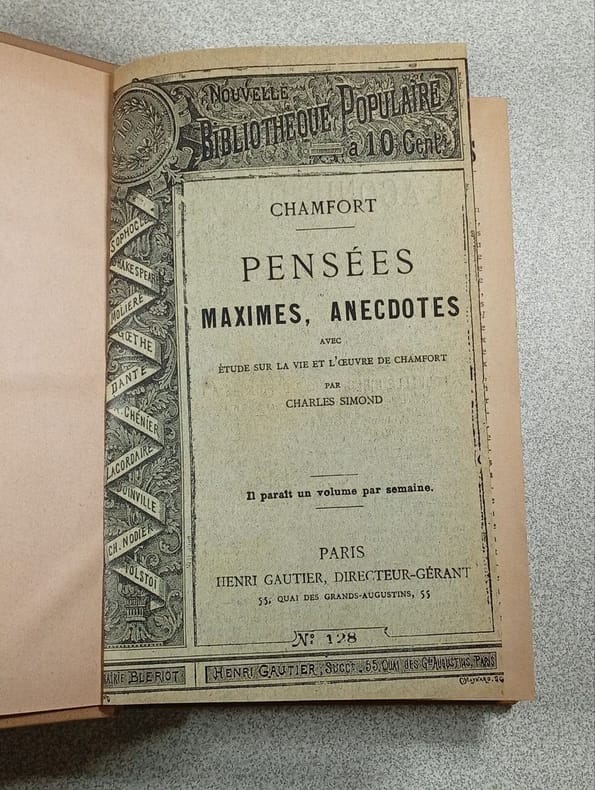 NOUVELLE
BIBLIOTHÈQUE POPULAIRE
à 10 Cent.
10
SOPHOCLE
SHAKESPEARE
MOLIÈRE
GŒTHE
DANTE
CHÉNIER
LACORDAIRE
JOINVILLE
CH. NODIER
TOLSTOÏ
CHAMFORT
PENSÉES
MAXIMES, ANECDOTES
AVEC
ÉTUDE SUR LA VIE ET L'ŒUVRE DE CHAMFORT
PAR
CHARLES SIMOND
Il paraît un volume par semaine.
PARIS
HENRI GAUTIER, DIRECTEUR-GÉRANT
55, QUAI DES GRANDS-AUGUSTINS, 55
N° 128
BLÉRIOT
HENRI GAUTIER, SUCCr. 55, QUAI DES Gds AUGUSTINS, PARIS